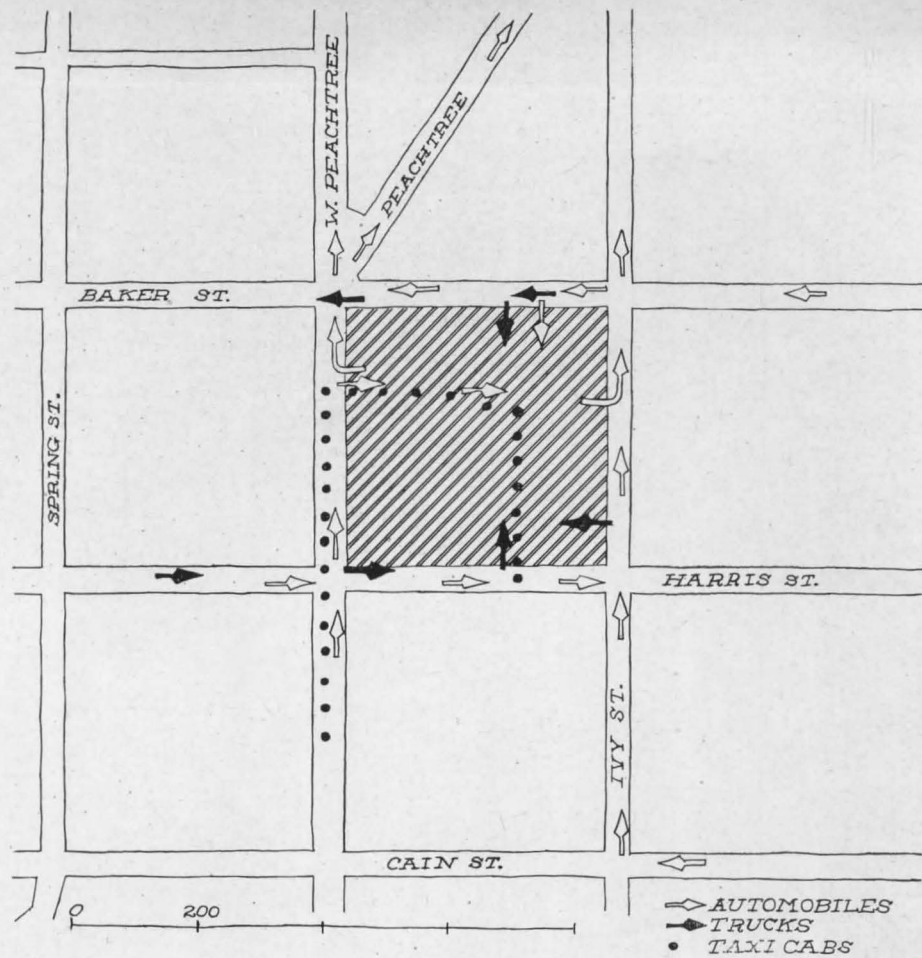 W. PEACHTREE
PEACHTREE
BAKER ST.
SPRING ST.
HARRIS ST.
IVY ST.
CAIN ST.
0 200
AUTOMOBILES
TRUCKS
TAXI CABS